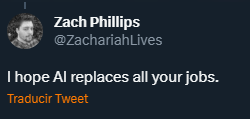 Zach Phillips
@ZachariahLives
I hope AI replaces all your jobs.
Traducir Tweet